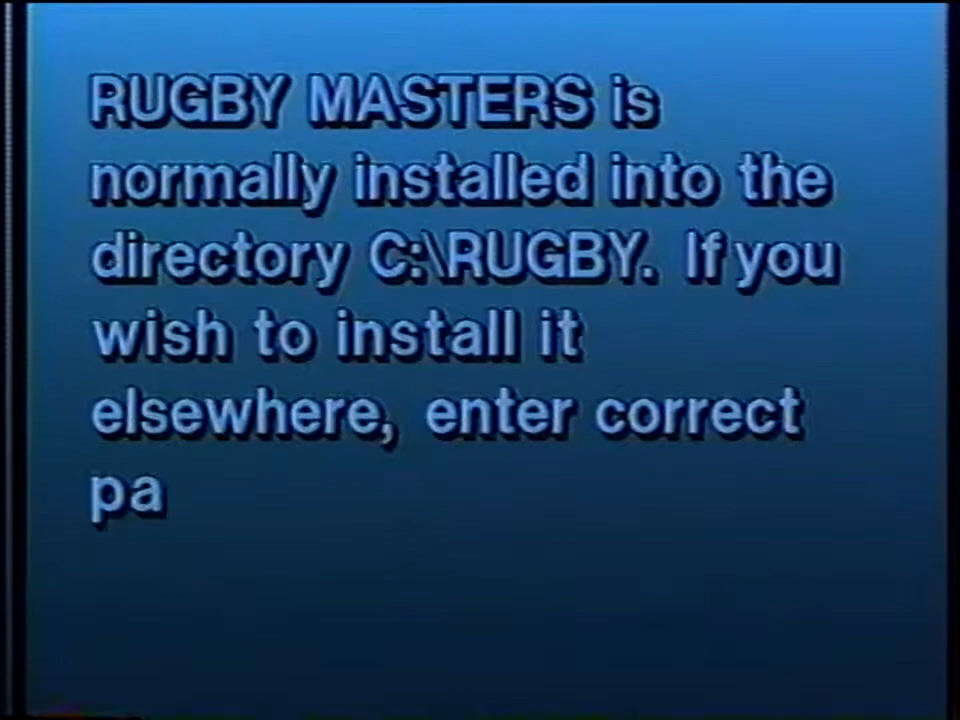 RUGBY MASTERS is
normally installed into the
directory C:\RUGBY. If you
wish to install it
elsewhere, enter correct
pa